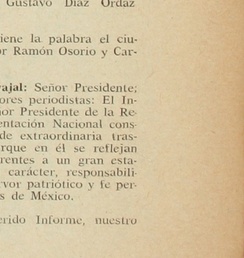 Gustavo Díaz Ordaz
iene la palabra el ciu-
or Ramón Osorio y Car-
ajal: Señor Presidente;
ores periodistas: El In-
ñor Presidente de la Re-
entación Nacional cons-
de extraordinaria tras-
rque en él se reflejan
rentes a un gran esta-
carácter, responsabili-
rvor patriótico y fe per-
s de México.
erido Informe, nuestro